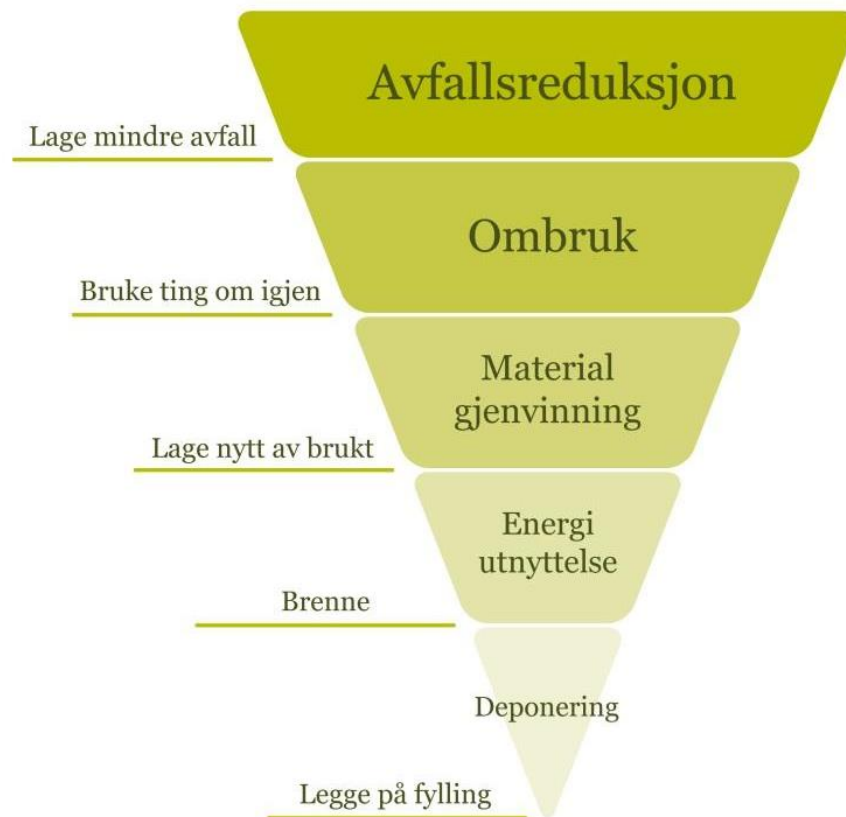 Avfallsreduksjon
Lage mindre avfall
Ombruk
Bruke ting om igjen
Material
gjenvinning
Lage nytt av brukt
Energi
utnyttelse
Brenne
Deponering
Legge på fylling